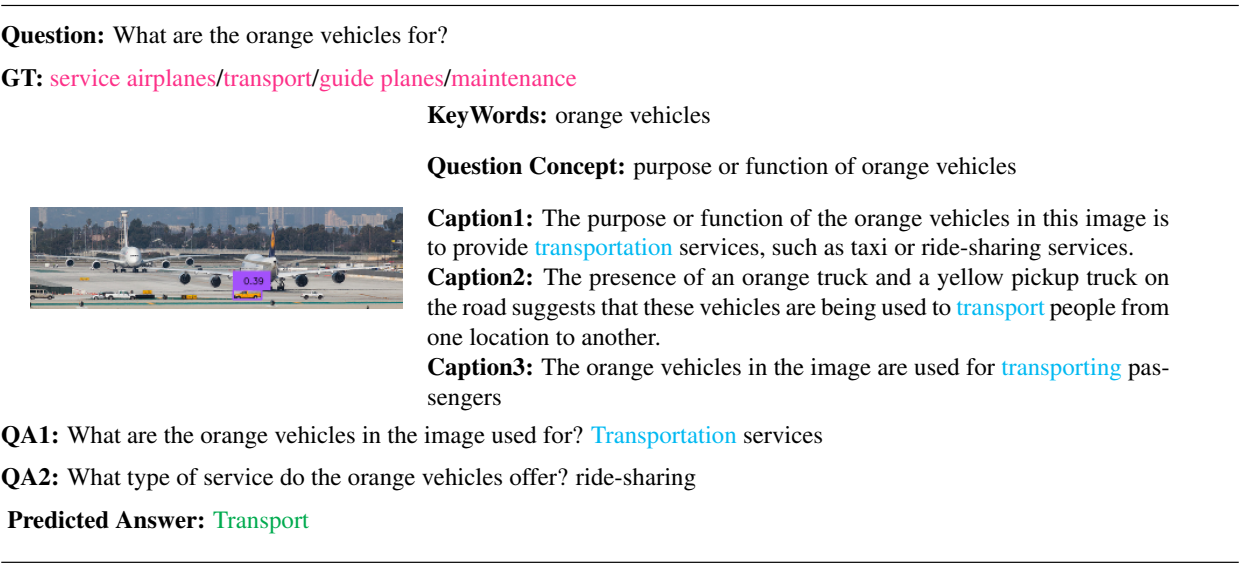 Question: What are the orange vehicles for?
GT: service airplanes/transport/guide planes/maintenance
KeyWords: orange vehicles
Question Concept: purpose or function of orange vehicles
0.39
Caption1: The purpose or function of the orange vehicles in this image is
to provide transportation services, such as taxi or ride-sharing services.
Caption2: The presence of an orange truck and a yellow pickup truck on
the road suggests that these vehicles are being used to transport people from
one location to another.
Caption3: The orange vehicles in the image are used for transporting pas-
sengers
QA1: What are the orange vehicles in the image used for? Transportation services
QA2: What type of service do the orange vehicles offer? ride-sharing
Predicted Answer: Transport